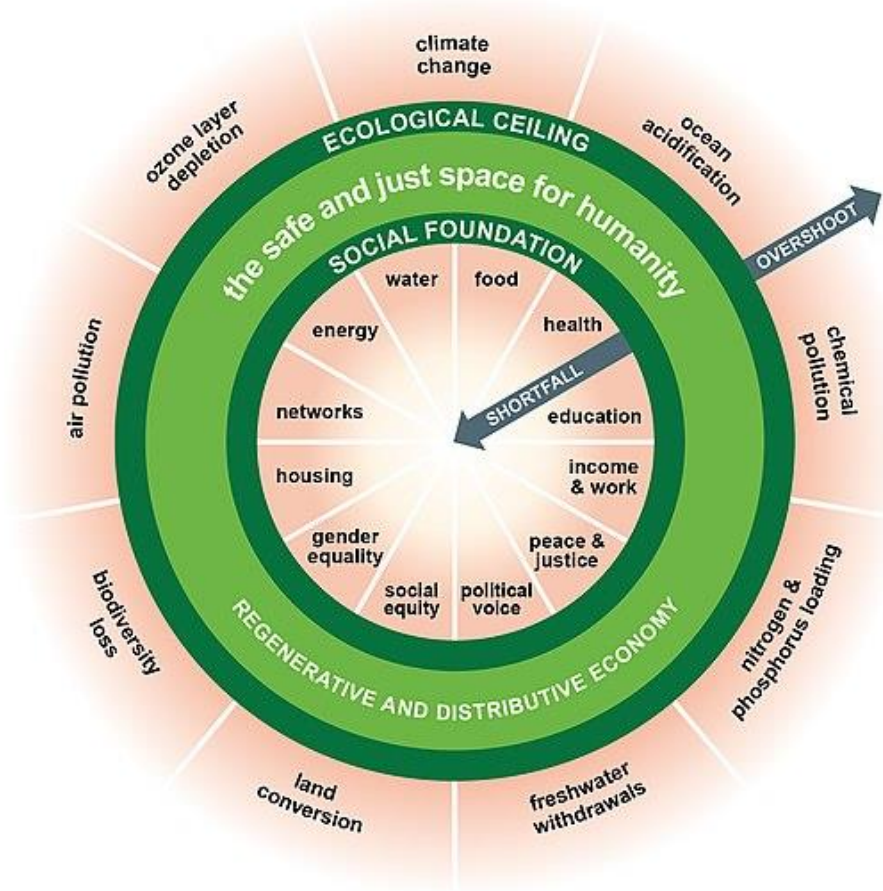 climate
change
ocean
acidification
ozone layer
depletion
ECOLOGICAL CEILING
the safe and just space for humanity
OVERSHOOT
SOCIAL FOUNDATION
water
food
energy
health
SHORTFALL
networks
education
housing
income
& work
gender
equality
peace &
justice
social
equity
political
voice
air pollution
chemical
pollution
REGENERATIVE AND DISTRIBUTIVE ECONOMY
biodiversity
loss
nitrogen &
phosphorus loading
land
conversion
freshwater
withdrawals